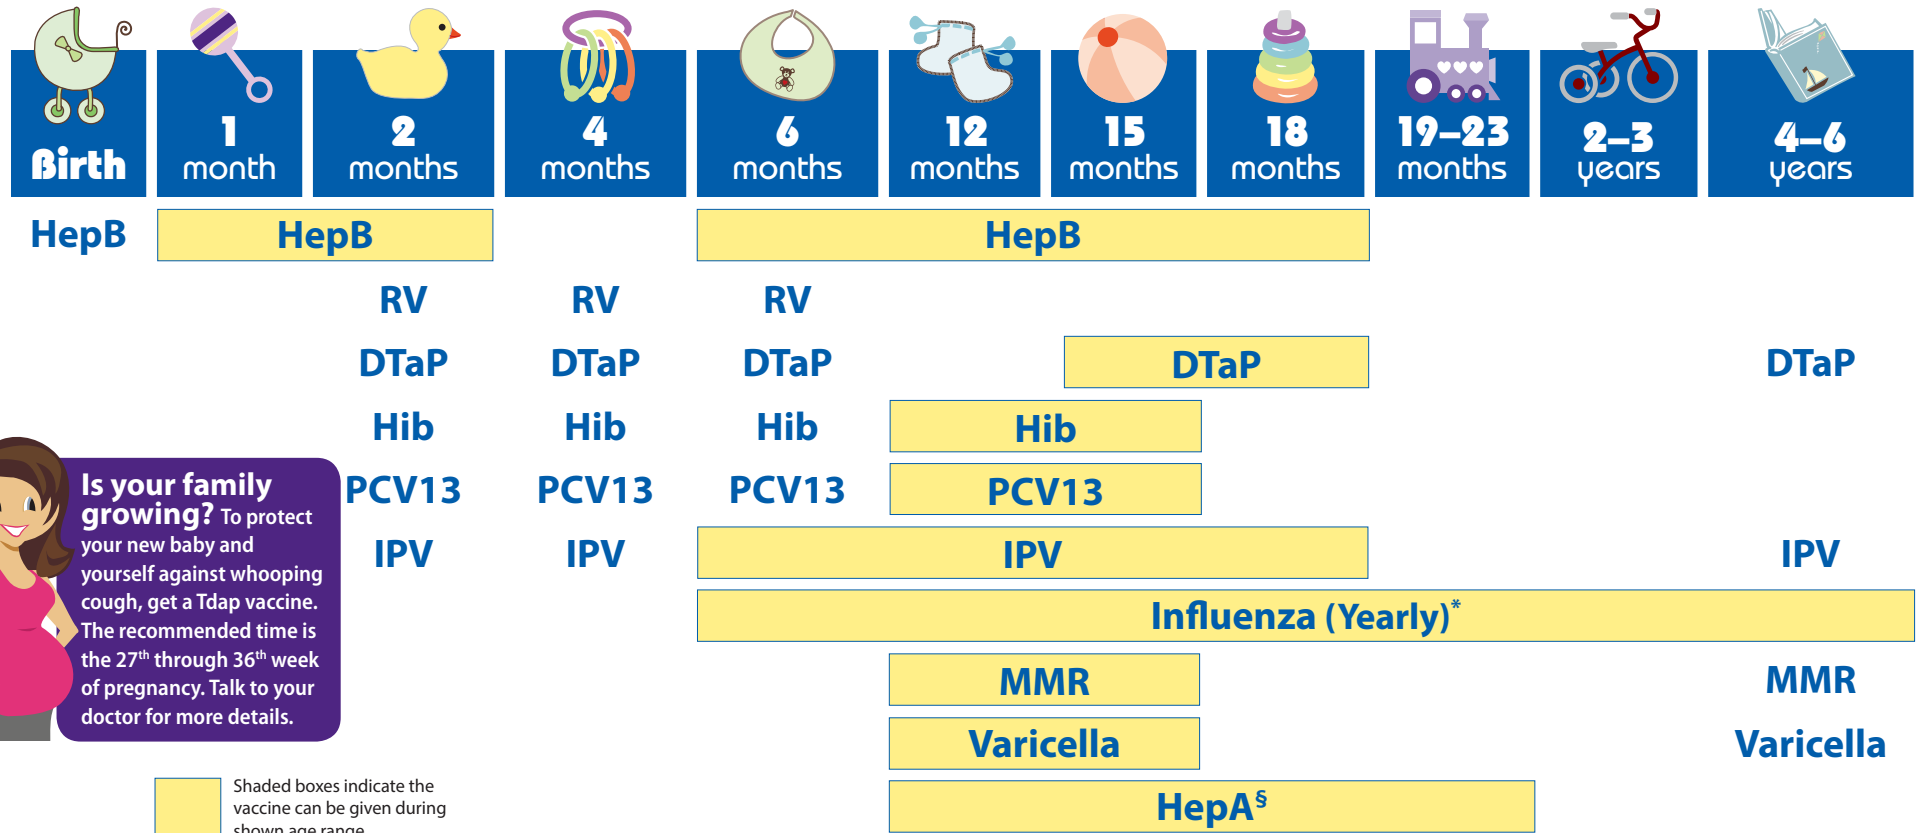 Birth
1
month
2
months
4
months
6
months
12
months
15
months
18
months
19–23
months
2–3
years
4–6
years
HepB HepB HepB
RV RV RV
DTaP DTaP DTaP DTaP DTaP
Hib Hib Hib Hib
PCV13 PCV13 PCV13 PCV13
IPV IPV IPV IPV
Influenza (Yearly)*
MMR MMR
Varicella Varicella
HepA§
Is your family
growing? To protect
your new baby and
yourself against whooping
cough, get a Tdap vaccine.
The recommended time is
the 27th through 36th week
of pregnancy. Talk to your
doctor for more details.
Shaded boxes indicate the
vaccine can be given during
shown age range.